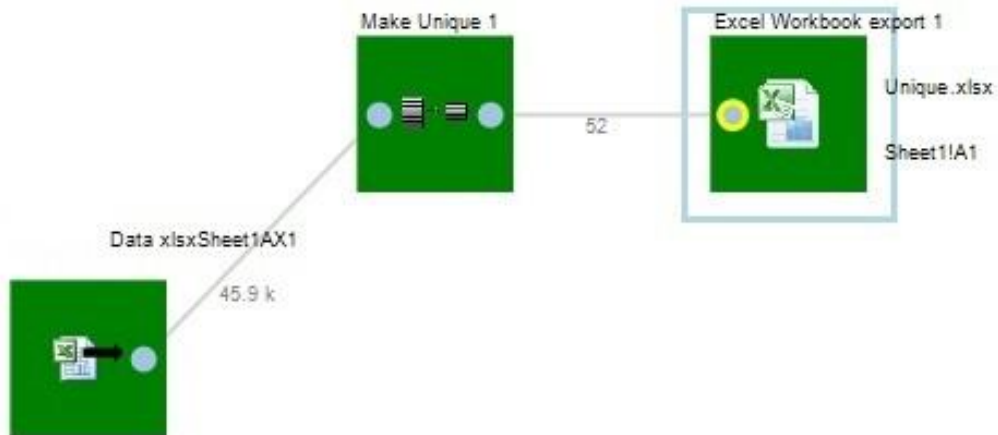 Make Unique 1
Excel Workbook export 1
Unique.xlsx
52
Sheet1!A1
Data xlsxSheet1AX1
45.9 k